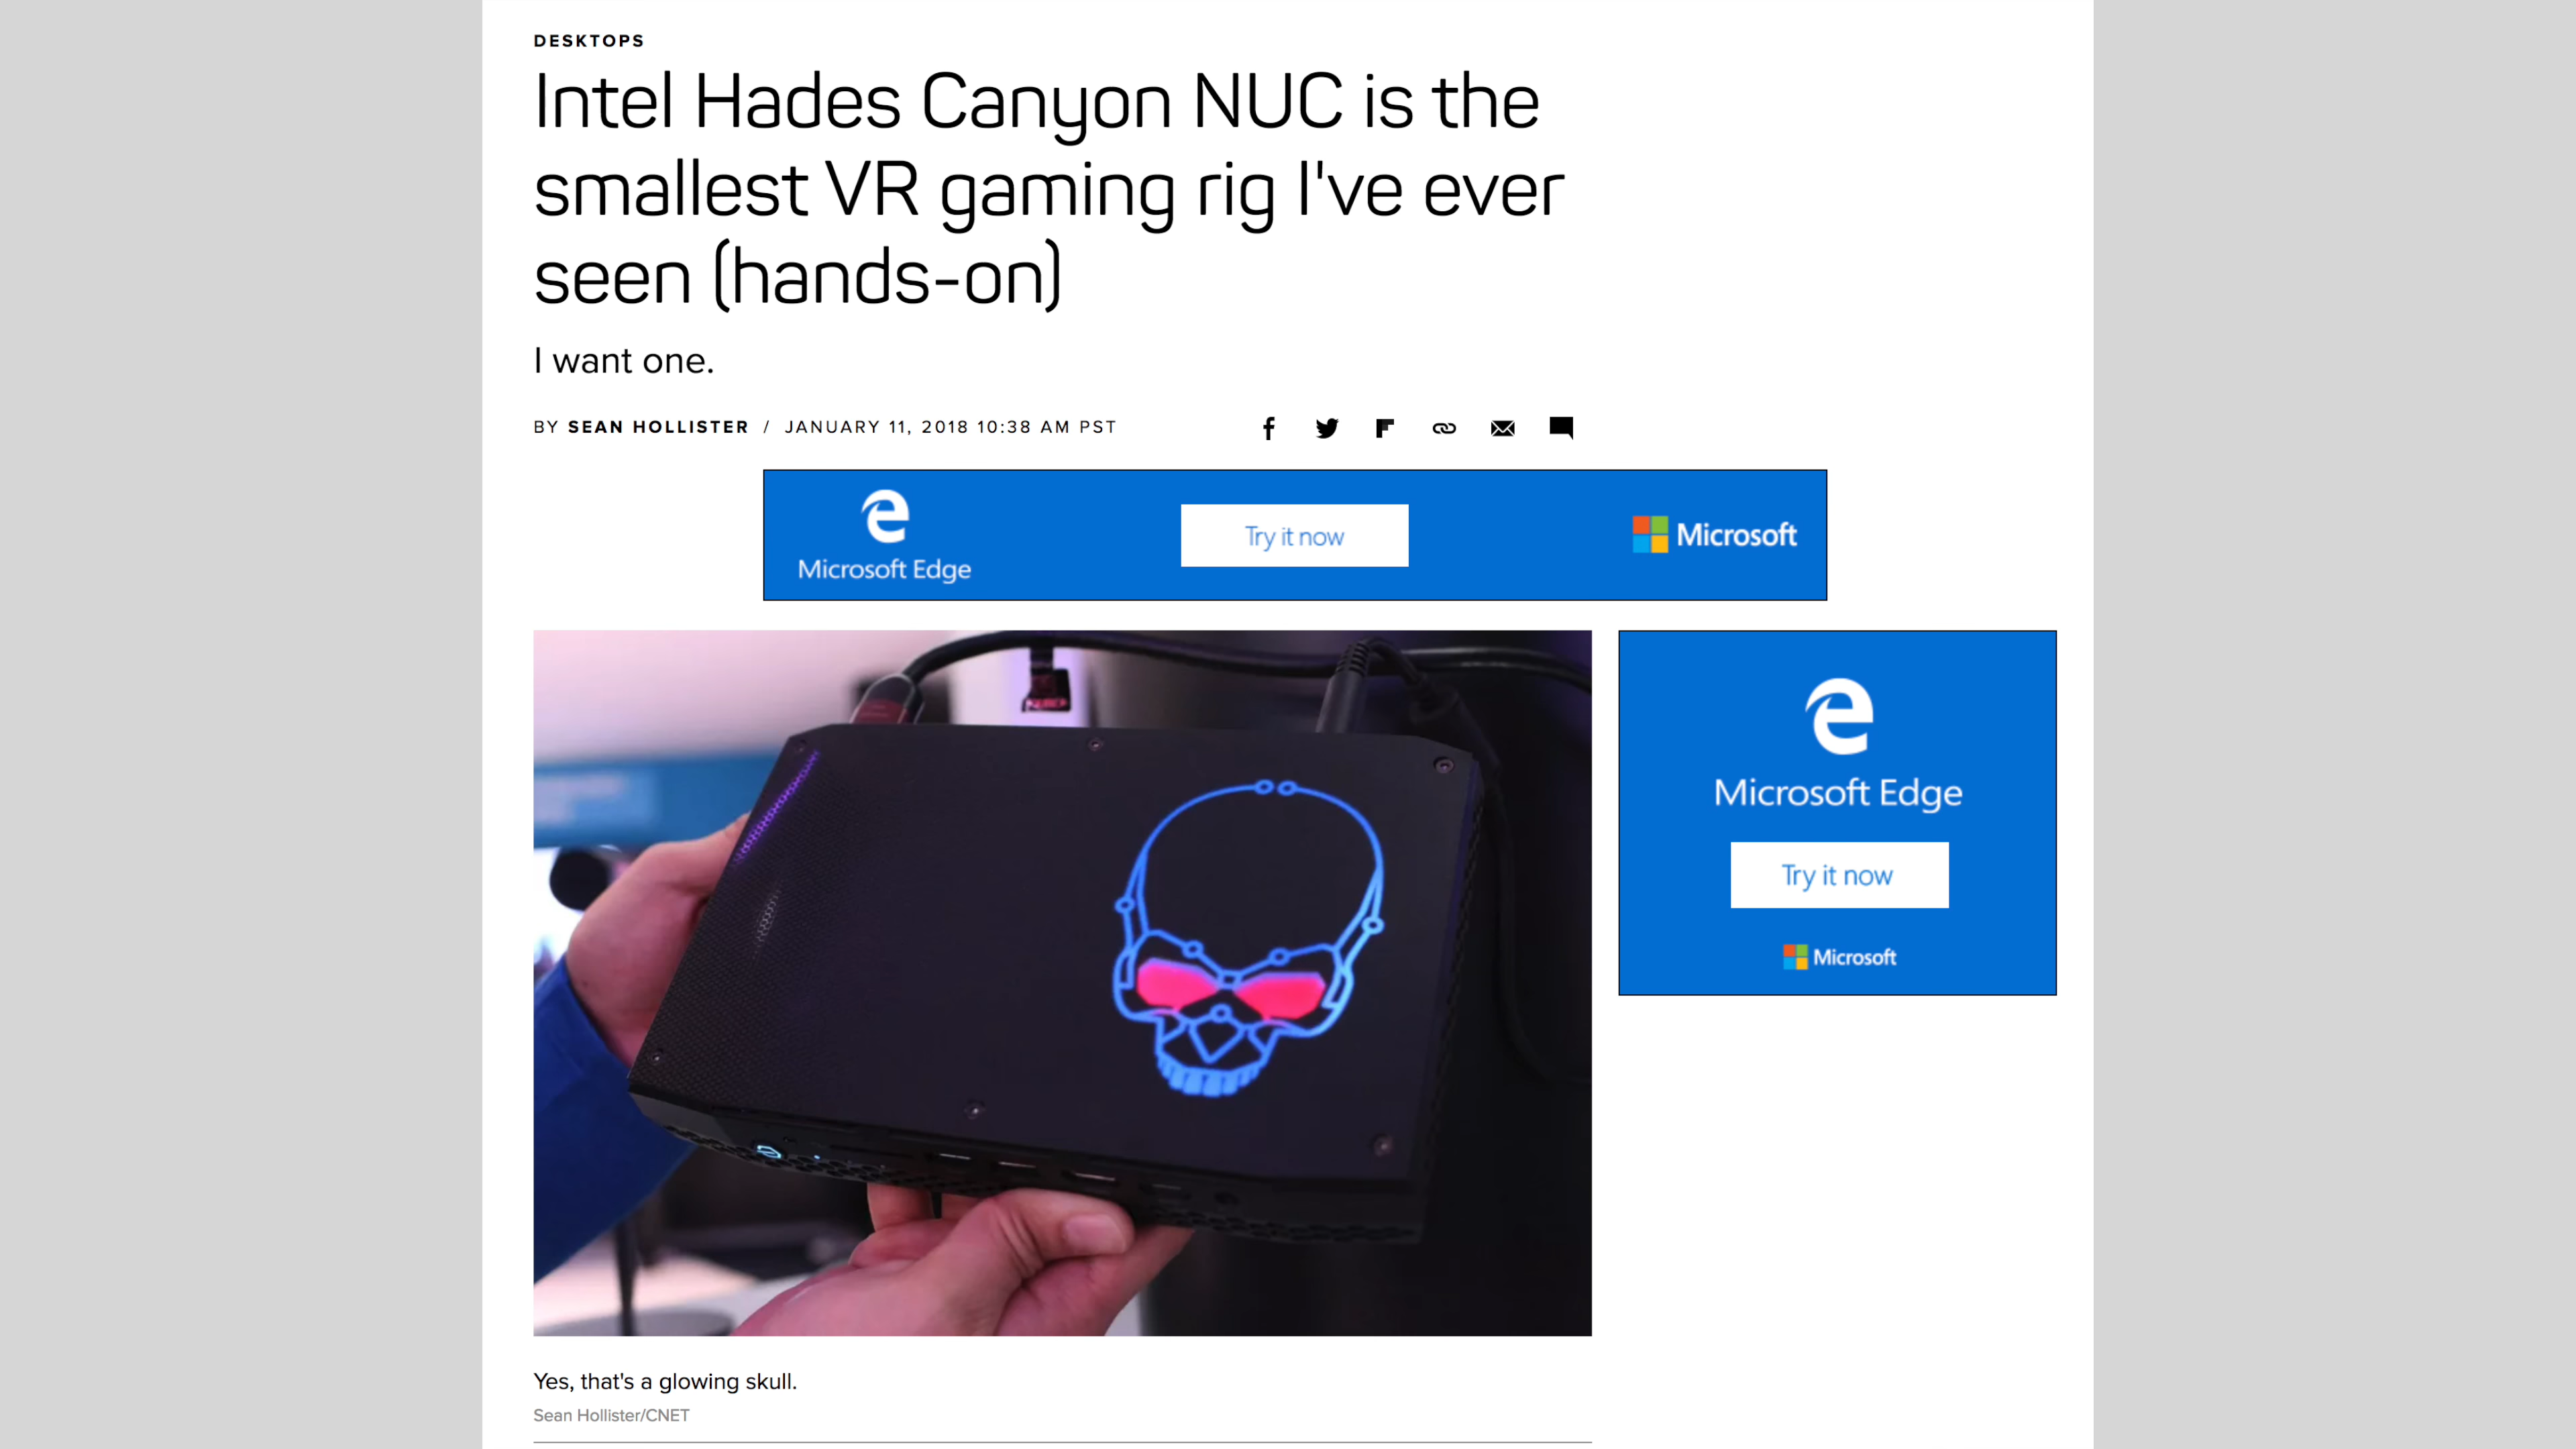 DESKTOPS
Intel Hades Canyon NUC is the
smallest VR gaming rig I've ever
seen (hands-on)
I want one.
BY SEAN HOLLISTER / JANUARY 11, 2018 10:38 AM PST
Microsoft Edge
Try it now
Microsoft
Microsoft Edge
Try it now
Microsoft
Yes, that's a glowing skull.
Sean Hollister/CNET